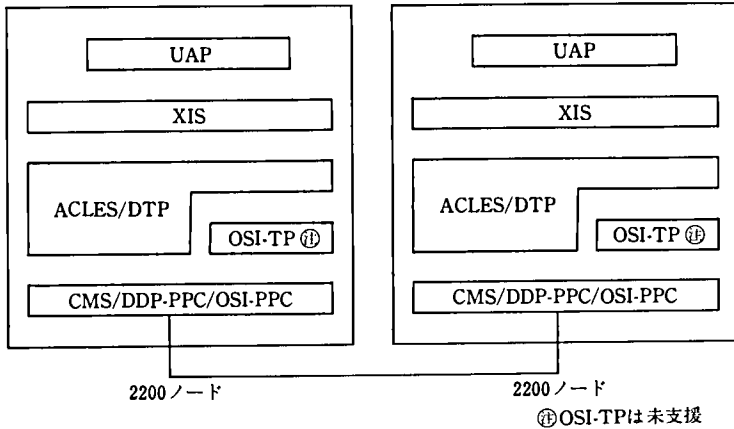 UAP
XIS
ACLES/DTP
OSI-TP ㊟
CMS/DDP-PPC/OSI-PPC
2200ノード
UAP
XIS
ACLES/DTP
OSI-TP ㊟
CMS/DDP-PPC/OSI-PPC
2200ノード
㊟OSI-TPは未支援